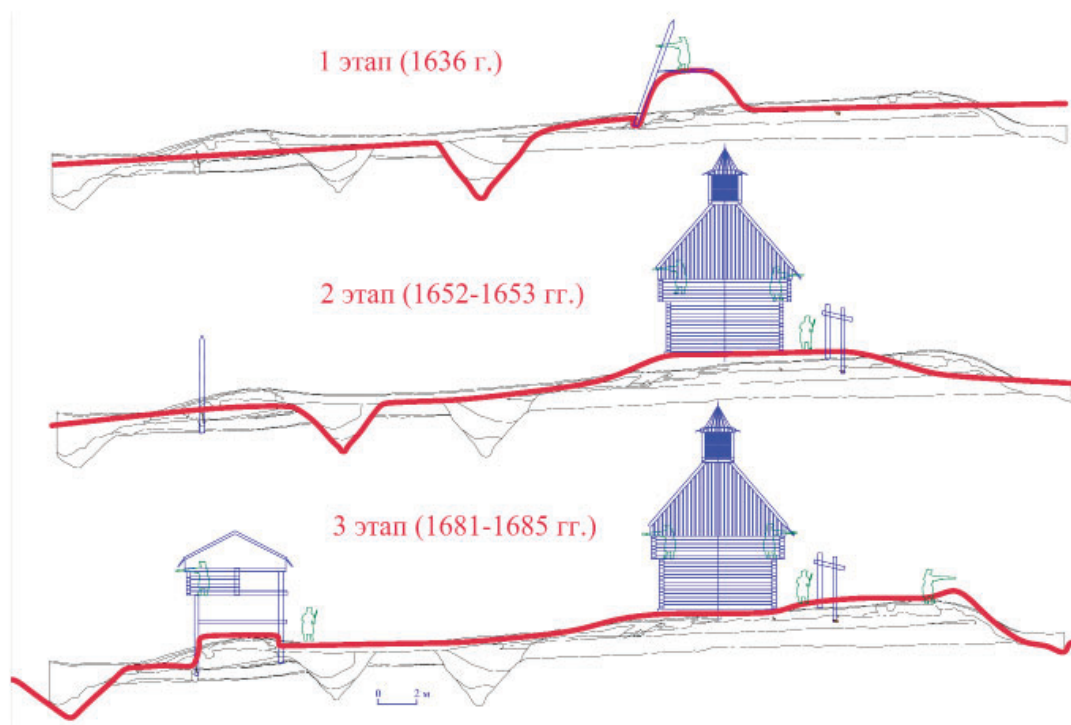 1 этап (1636 г.)
2 этап (1652-1653 гг.)
3 этап (1681-1685 гг.)
0 2 м